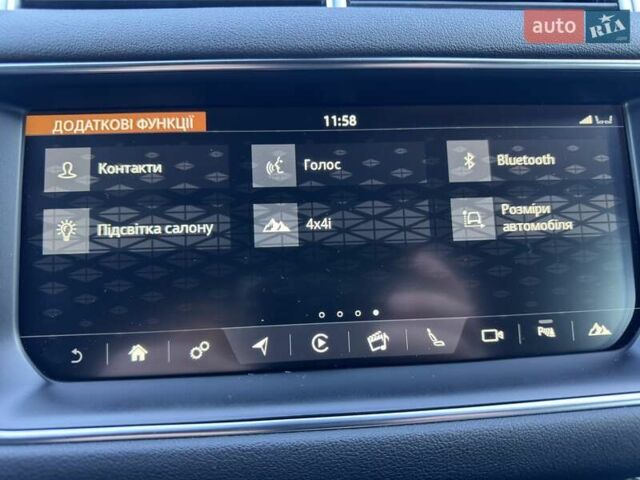 auto RIA
ДОДАТКОВІ ФУНКЦІЇ
11:58
Контакти
Голос
Bluetooth
Підсвітка салону
4x4i
Розміри
автомобіля